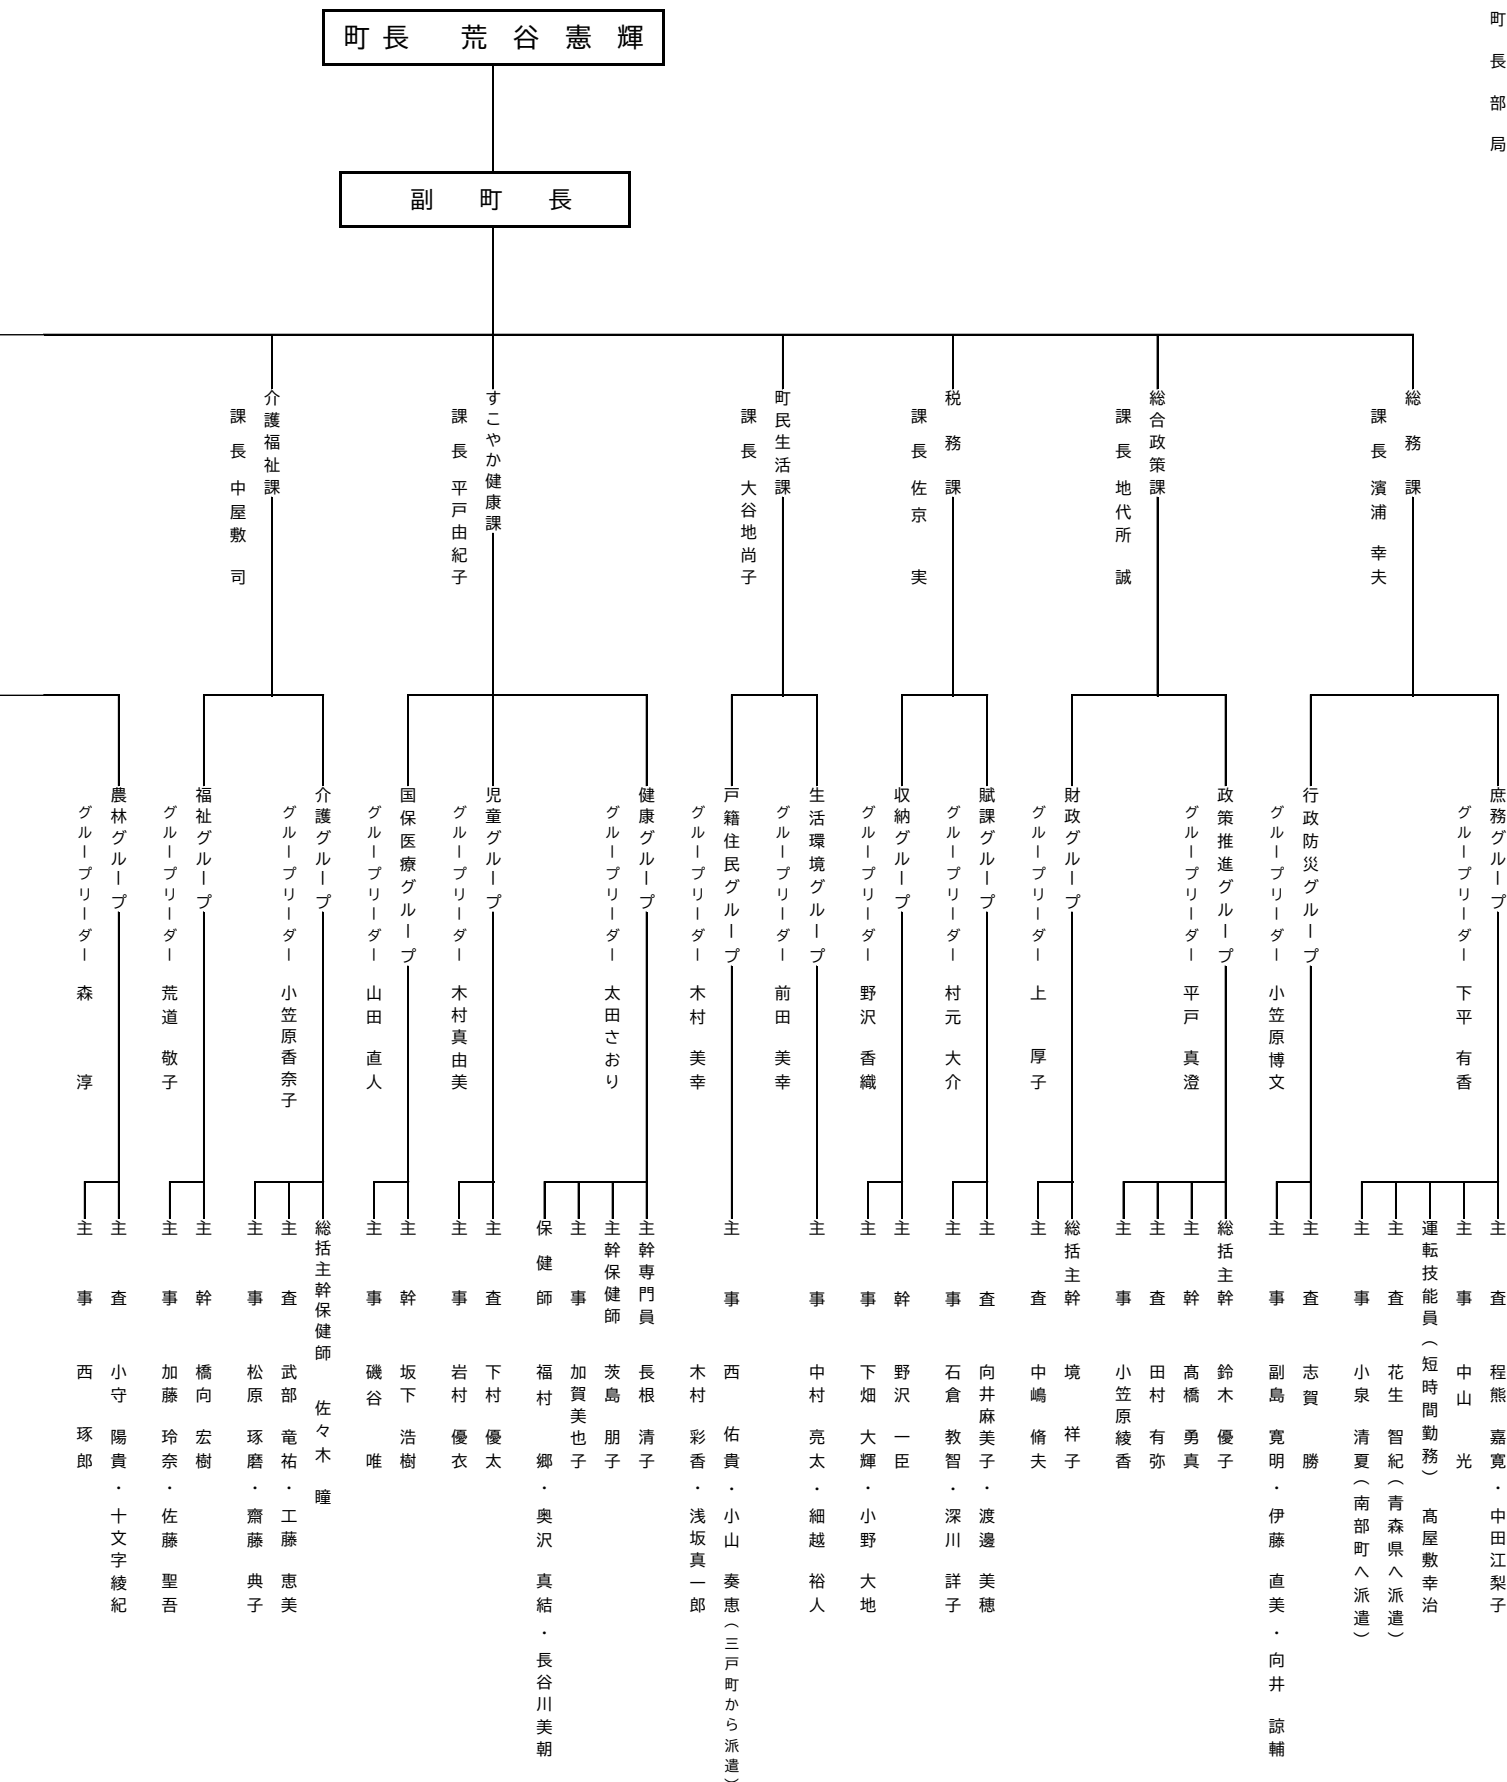 町長部局
町長 荒谷憲輝
副町長
総務課
課長 濱浦 幸夫
庶務グループ
グループリーダー 下平 有香
主査 程熊 嘉寛・中田江梨子
主事 中山 光
運転技能員（短時間勤務） 髙屋敷幸治
主査 花生 智紀（青森県へ派遣）
主事 小泉 清夏（南部町へ派遣）
行政防災グループ
グループリーダー 小笠原博文
主査 志賀 勝
主事 副島 寛明・伊藤 直美・向井 諒輔
総合政策課
課長 地代所 誠
政策推進グループ
グループリーダー 平戸 真澄
総括主幹 鈴木 優子
主幹 髙橋 勇真
主査 田村 有弥
主事 小笠原綾香
財政グループ
グループリーダー 上 厚子
総括主幹 境 祥子
主査 中嶋 脩夫
税務課
課長 佐京 実
賦課グループ
グループリーダー 村元 大介
主査 向井麻美子・渡邊 美穂
主事 石倉 教智・深川 詳子
収納グループ
グループリーダー 野沢 香織
主幹 野沢 一臣
主事 下畑 大輝・小野 大地
町民生活課
課長 大谷地尚子
生活環境グループ
グループリーダー 前田 美幸
主事 中村 亮太・細越 裕人
戸籍住民グループ
グループリーダー 木村 美幸
主事 西 佑貴・小山 奏恵（三戸町から派遣）
木村 彩香・浅坂真一郎
すこやか健康課
課長 平戸由紀子
健康グループ
グループリーダー 太田さおり
主幹専門員 長根 清子
主幹保健師 茨島 朋子
主事 加賀美也子
保健師 福村 郷・奥沢 真結・長谷川美朝
児童グループ
グループリーダー 木村真由美
主査 下村 優太
主事 岩村 優衣
国保医療グループ
グループリーダー 山田 直人
主幹 坂下 浩樹
主事 磯谷 唯
介護福祉課
課長 中屋敷 司
介護グループ
グループリーダー 小笠原香奈子
総括主幹保健師 佐々木 瞳
主査 武部 竜祐・工藤 恵美
主事 松原 琢磨・齋藤 典子
福祉グループ
グループリーダー 荒道 敬子
主幹 橋向 宏樹
主事 加藤 玲奈・佐藤 聖吾
農林グループ
グループリーダー 森 淳
主査 小守 陽貴・十文字綾紀
主事 西 琢郎